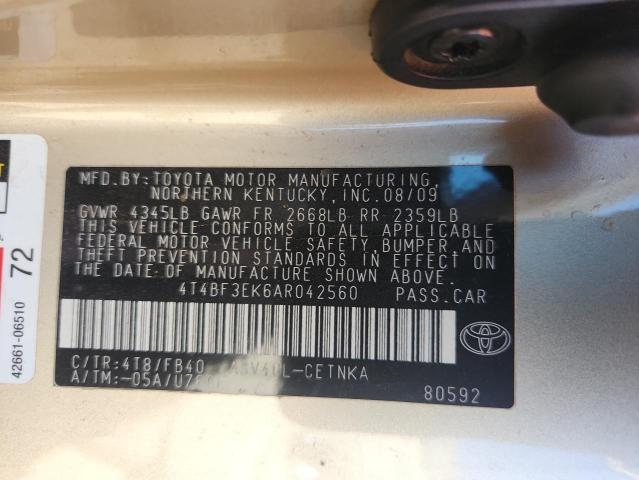 MFD.BY:TOYOTA MOTOR MANUFACTURING,
NORTHERN KENTUCKY, INC.08/09
GVWR 4345LB GAWR FR 2668LB RR 2359LB
THIS VEHICLE CONFORMS TO ALL APPLICABLE
FEDERAL MOTOR VEHICLE SAFETY,BUMPER,AND
THEFT PREVENTION STANDARDS IN EFFECT ON
THE DATE OF MANUFACTURE SHOWN ABOVE.
4T4BF3EK6AR042560 PASS.CAR
C/TR:4T8/FB40
A/TM:-05A/
80592
42661-06510
72